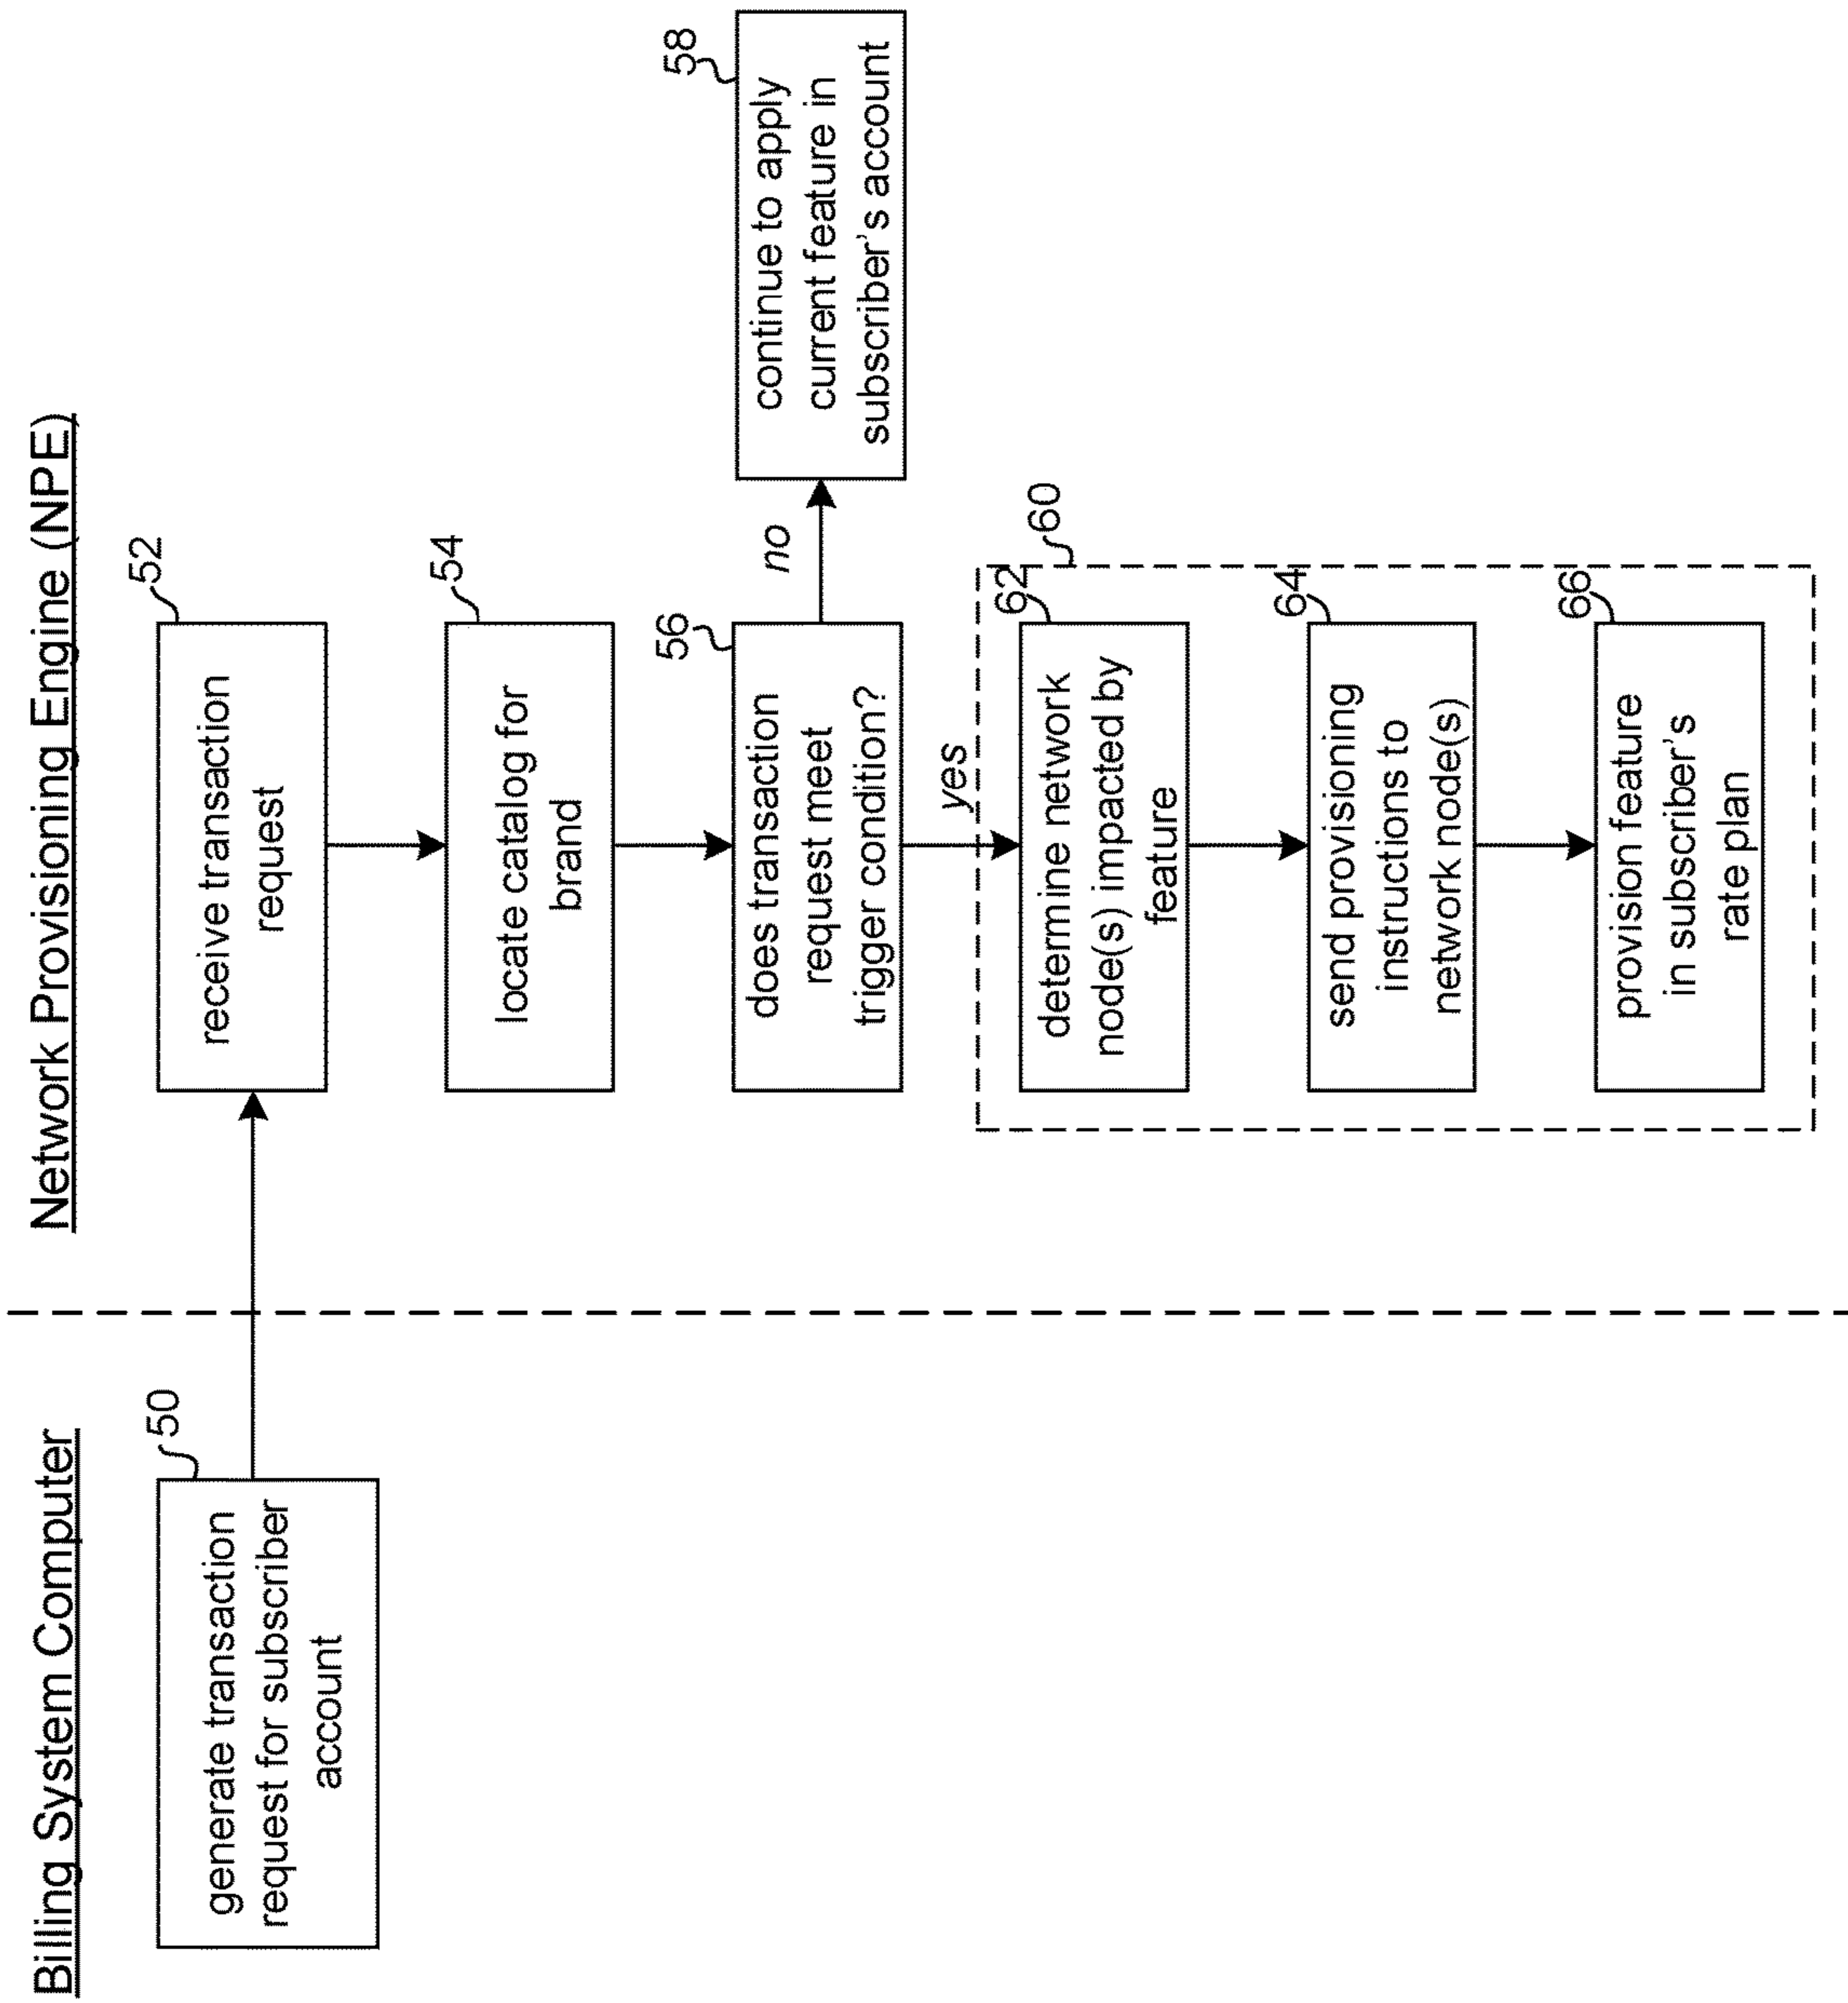 Billing System Computer
Network Provisioning Engine (NPE)
50
generate transaction
request for subscriber
account
52
receive transaction
request
54
locate catalog for
brand
56
does transaction
request meet
trigger condition?
no
58
continue to apply
current feature in
subscriber's account
yes
60
62
determine network
node(s) impacted by
feature
64
send provisioning
instructions to
network node(s)
66
provision feature
in subscriber's
rate plan